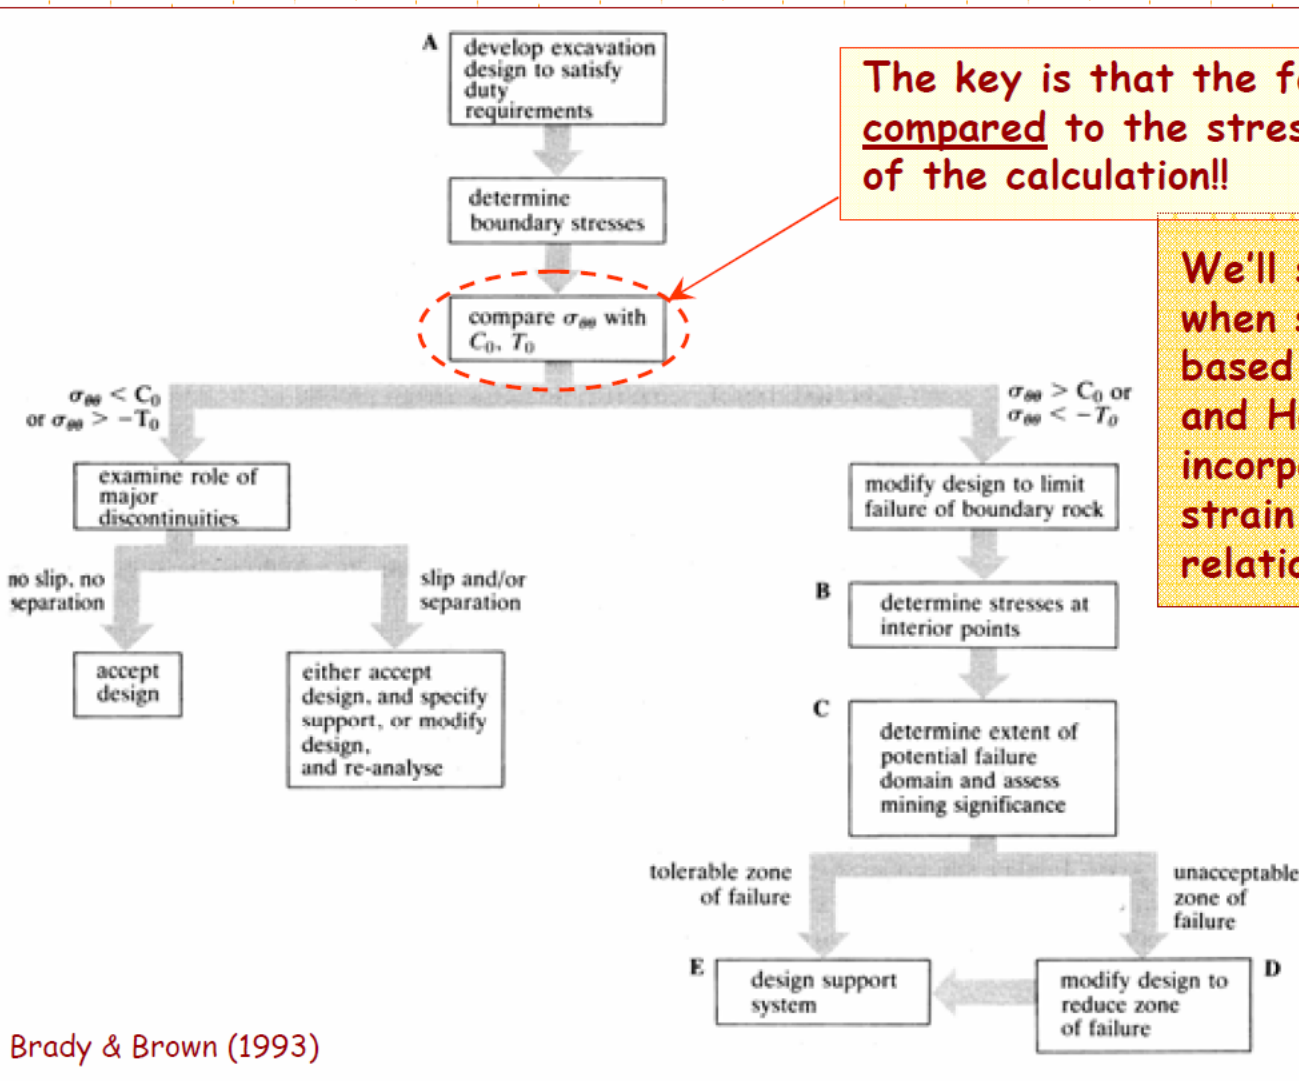 A
develop excavation
design to satisfy
duty
requirements
determine
boundary stresses
compare σθθ with
C₀, T₀
The key is that the
compared to the
of the calculation!!
We'll
when
based
and
strain
σθθ < C₀
or σθθ > −T₀
σθθ > C₀ or
σθθ < −T₀
examine role of
major
discontinuities
no slip, no
separation
slip and/or
separation
accept
design
either accept
design, and specify
support, or modify
design,
and re-analyse
modify design to limit
failure of boundary rock
B
determine stresses at
interior points
C
determine extent of
potential failure
domain and assess
mining significance
tolerable zone
of failure
unacceptable
zone of
failure
E
design support
system
D
modify design to
reduce zone
of failure
Brady & Brown (1993)